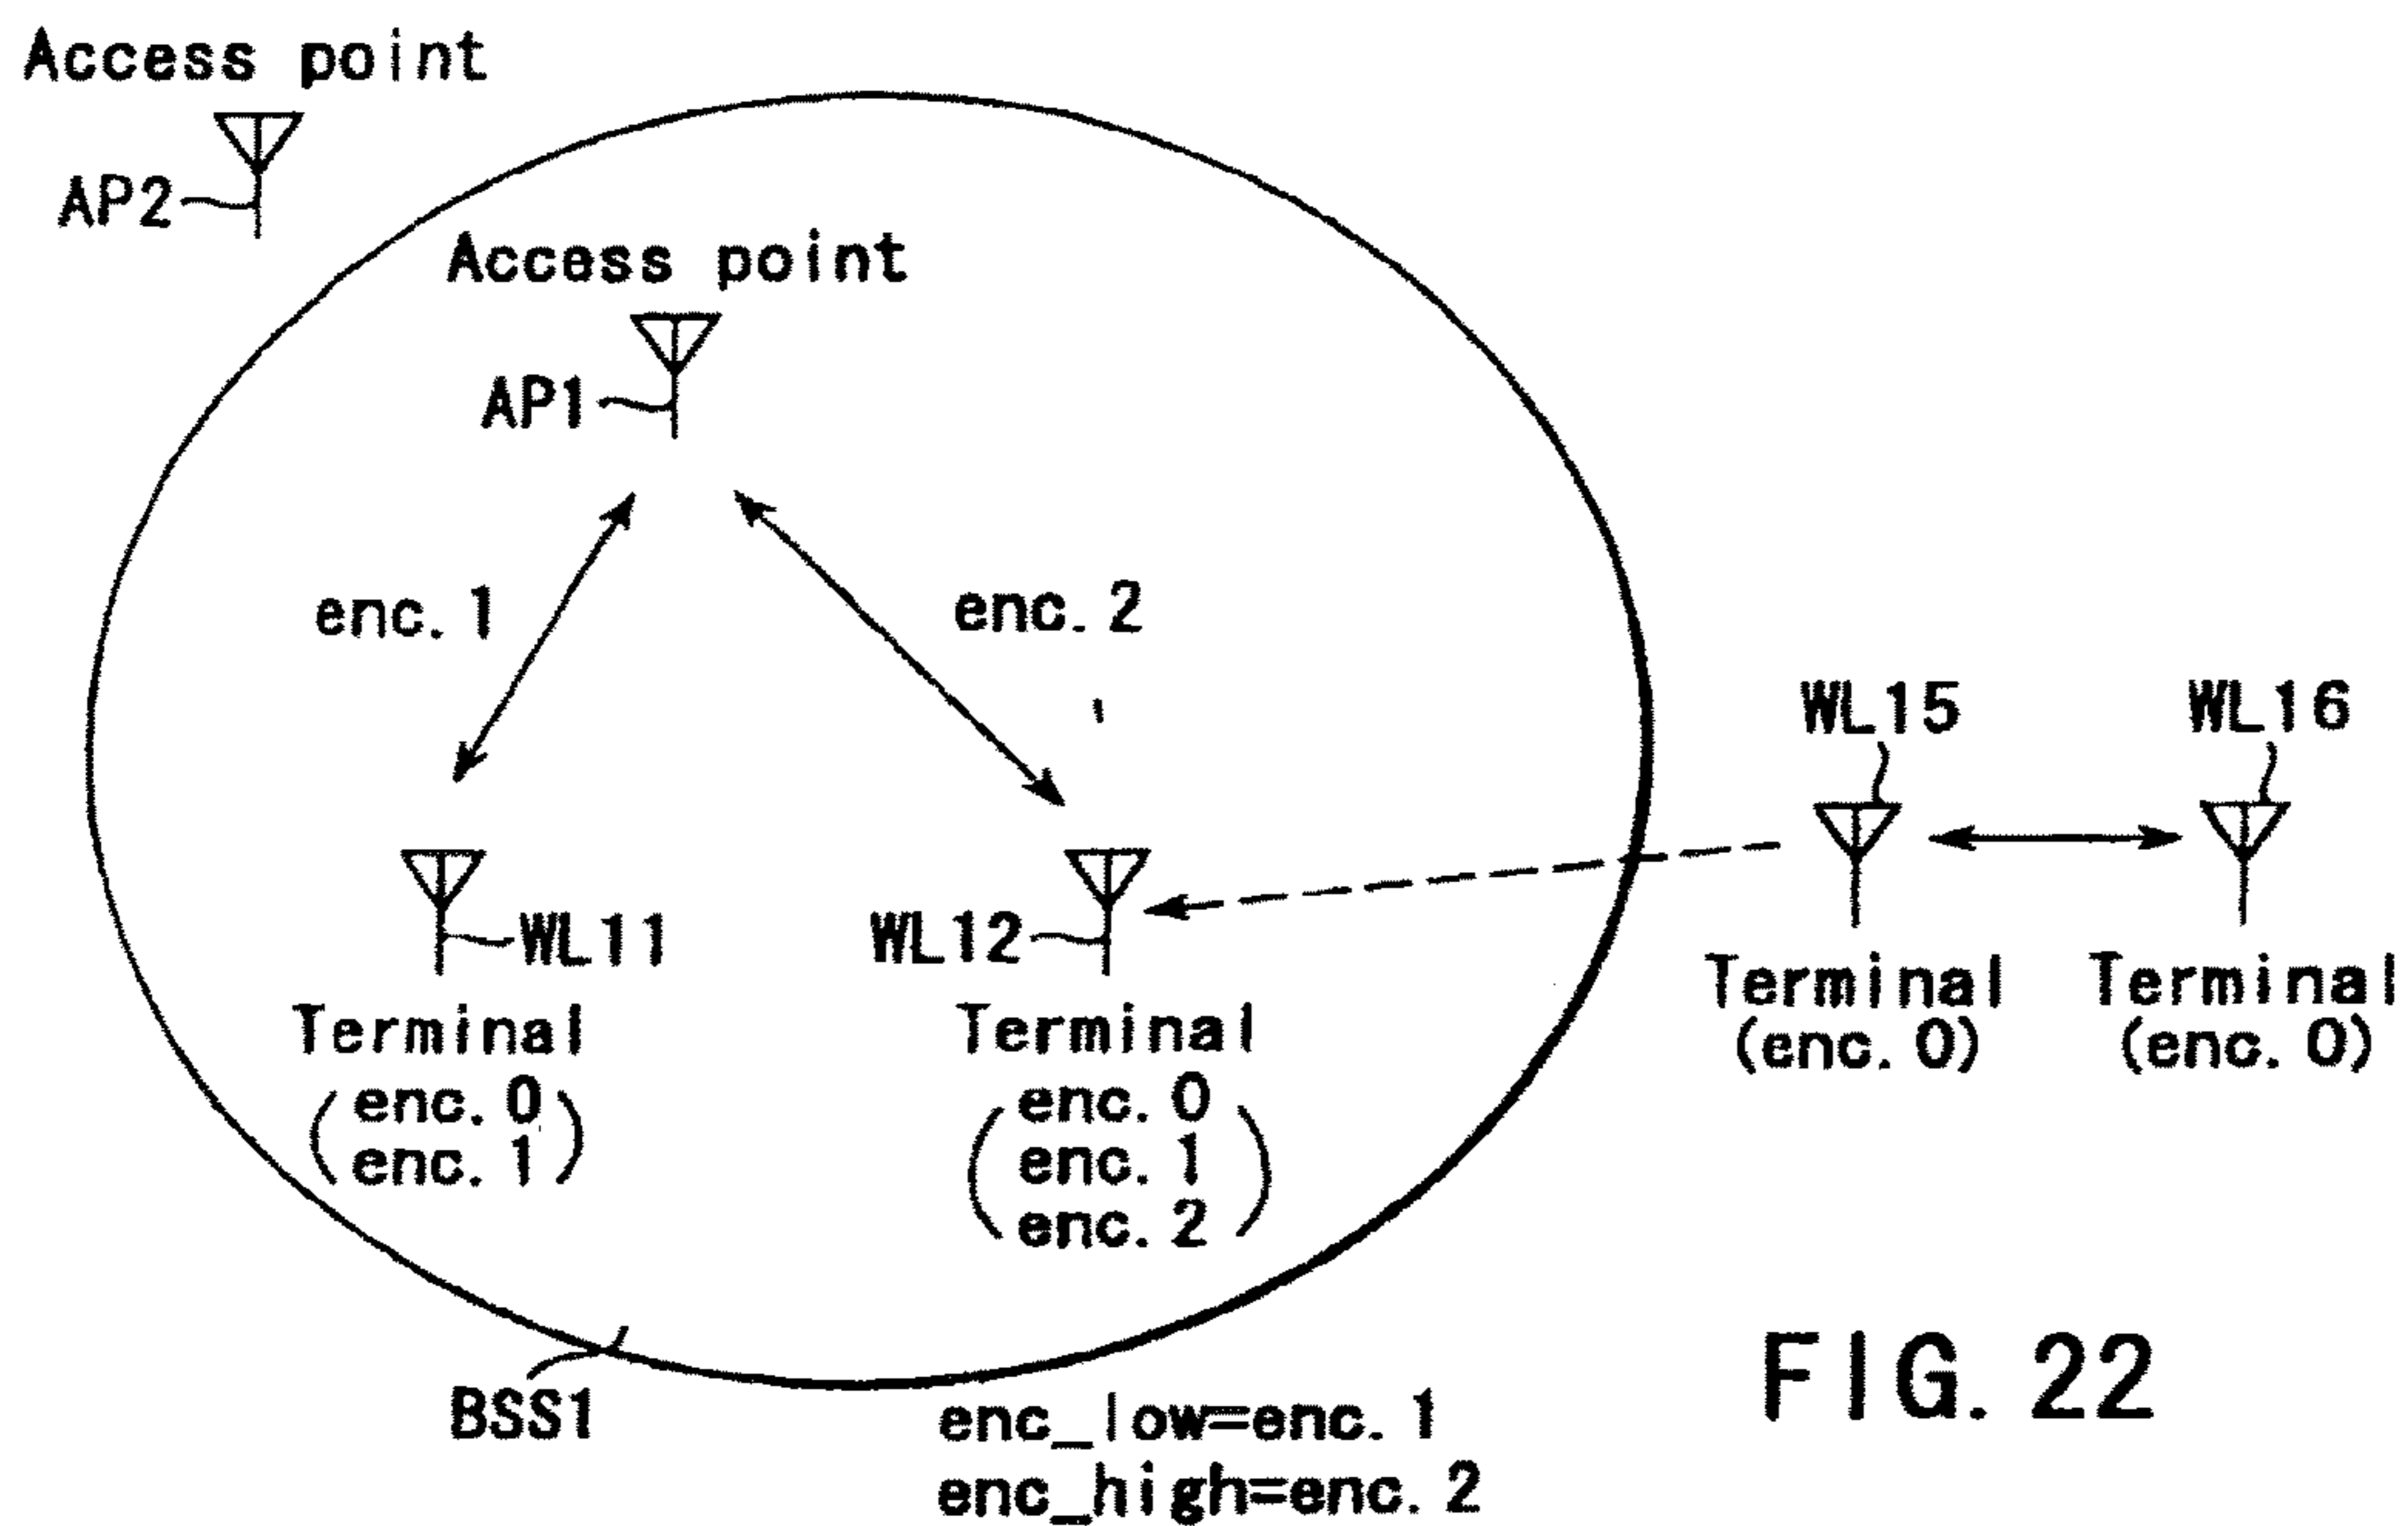 Access point
AP2
Access point
AP1
enc. 1
enc. 2
WL15
WL16
WL11
WL12
Terminal
(enc. 0)
Terminal
(enc. 0)
Terminal
(enc. 0
enc. 1)
Terminal
(enc. 0
enc. 1
enc. 2)
BSS1
enc_low=enc. 1
enc_high=enc. 2
FIG. 22